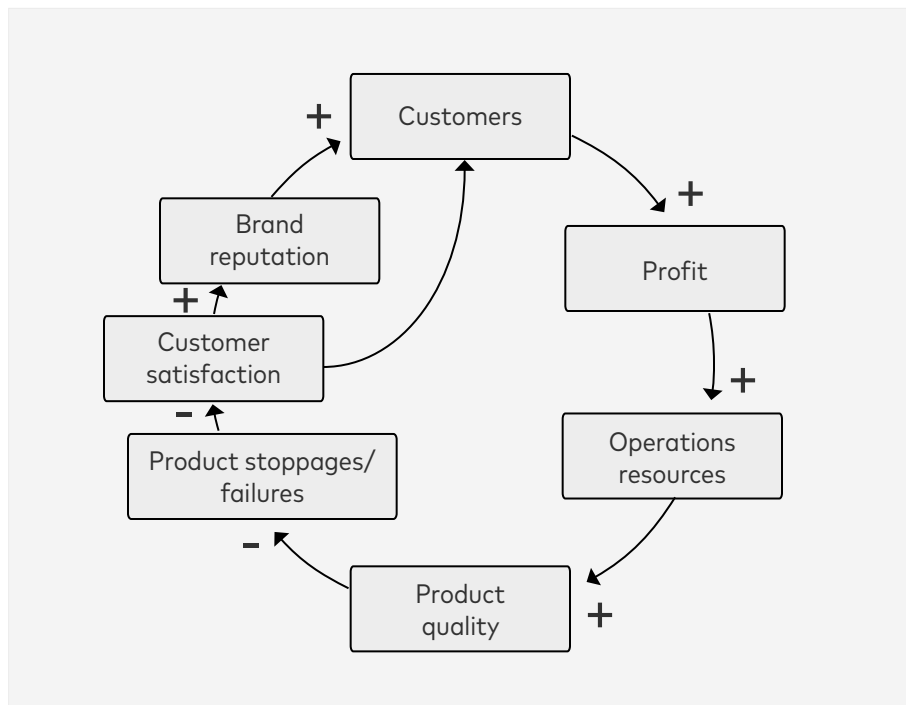 Customers
+
+
Profit
+
Operations
resources
+
Product
quality
-
Product stoppages/
failures
-
Customer
satisfaction
+
Brand
reputation